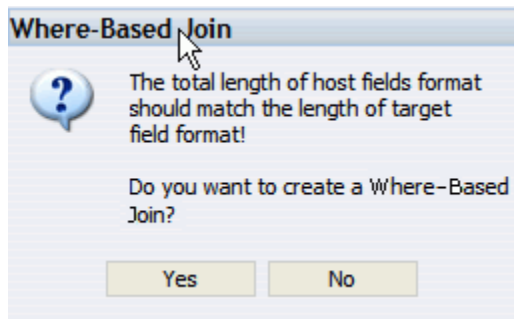 Where-Based Join
The total length of host fields format
should match the length of target
field format!
Do you want to create a Where-Based
Join?
Yes
No